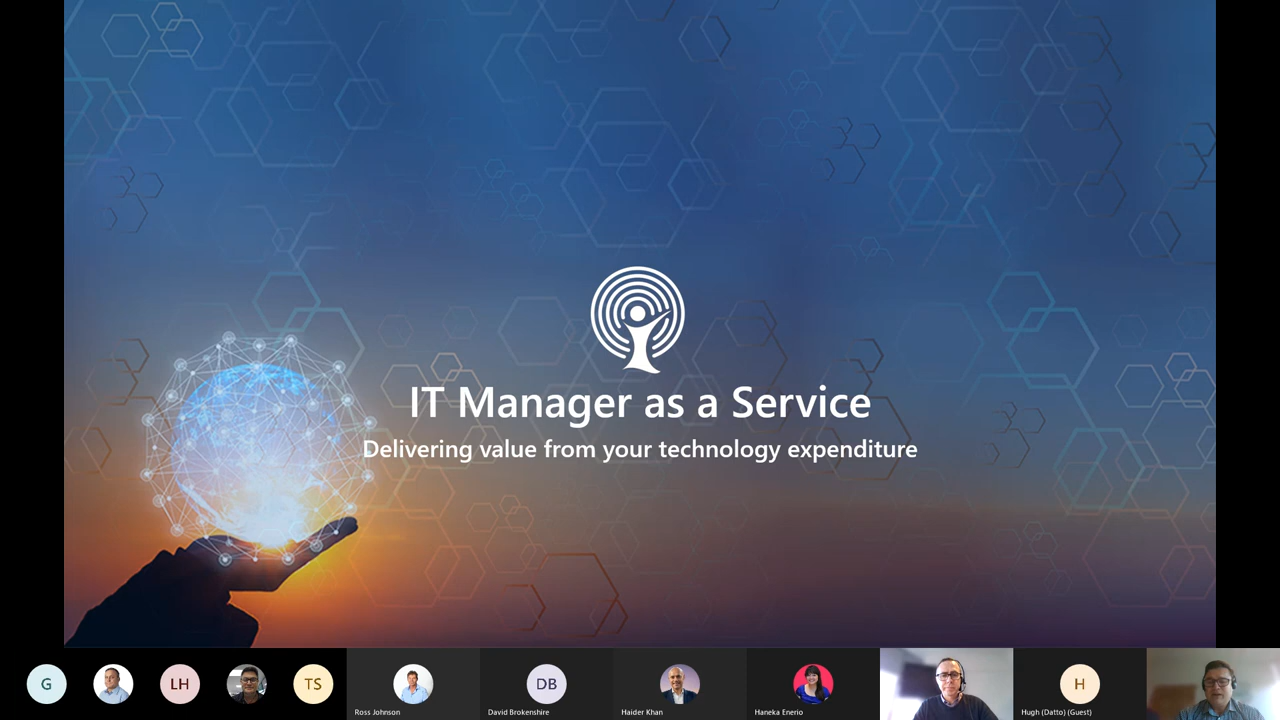 IT Manager as a Service
Delivering value from your technology expenditure
G
LH
TS
Ross Johnson
DB
David Brokenshire
Haider Khan
Haneka Enerio
H
Hugh (Datto) (Guest)